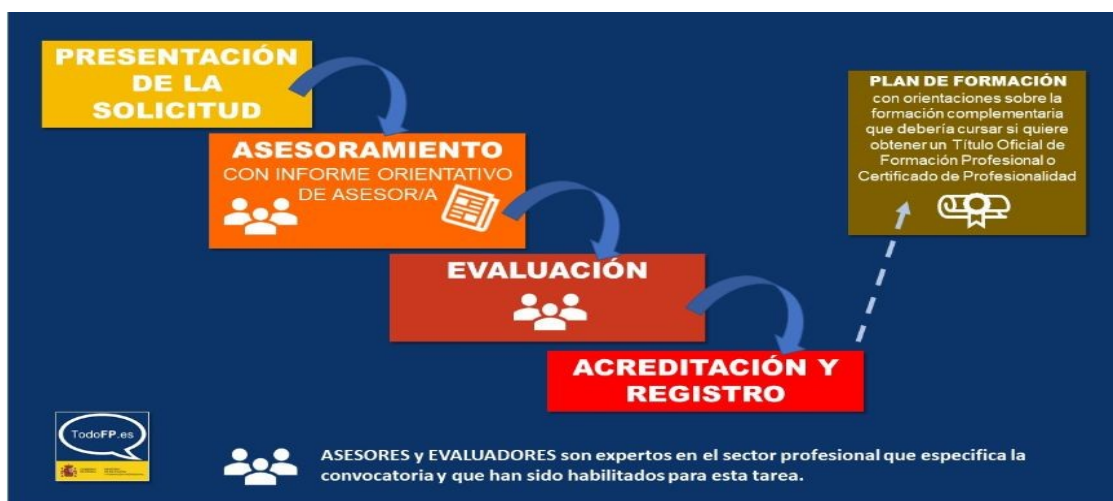 PRESENTACIÓN
DE LA
SOLICITUD
ASESORAMIENTO
CON INFORME ORIENTATIVO
DE ASESOR/A
EVALUACIÓN
ACREDITACIÓN Y
REGISTRO
PLAN DE FORMACIÓN
con orientaciones sobre la
formación complementaria
que debería cursar si quiere
obtener un Título Oficial de
Formación Profesional o
Certificado de Profesionalidad
TodoFP.es
ASESORES y EVALUADORES son expertos en el sector profesional que especifica la
convocatoria y que han sido habilitados para esta tarea.